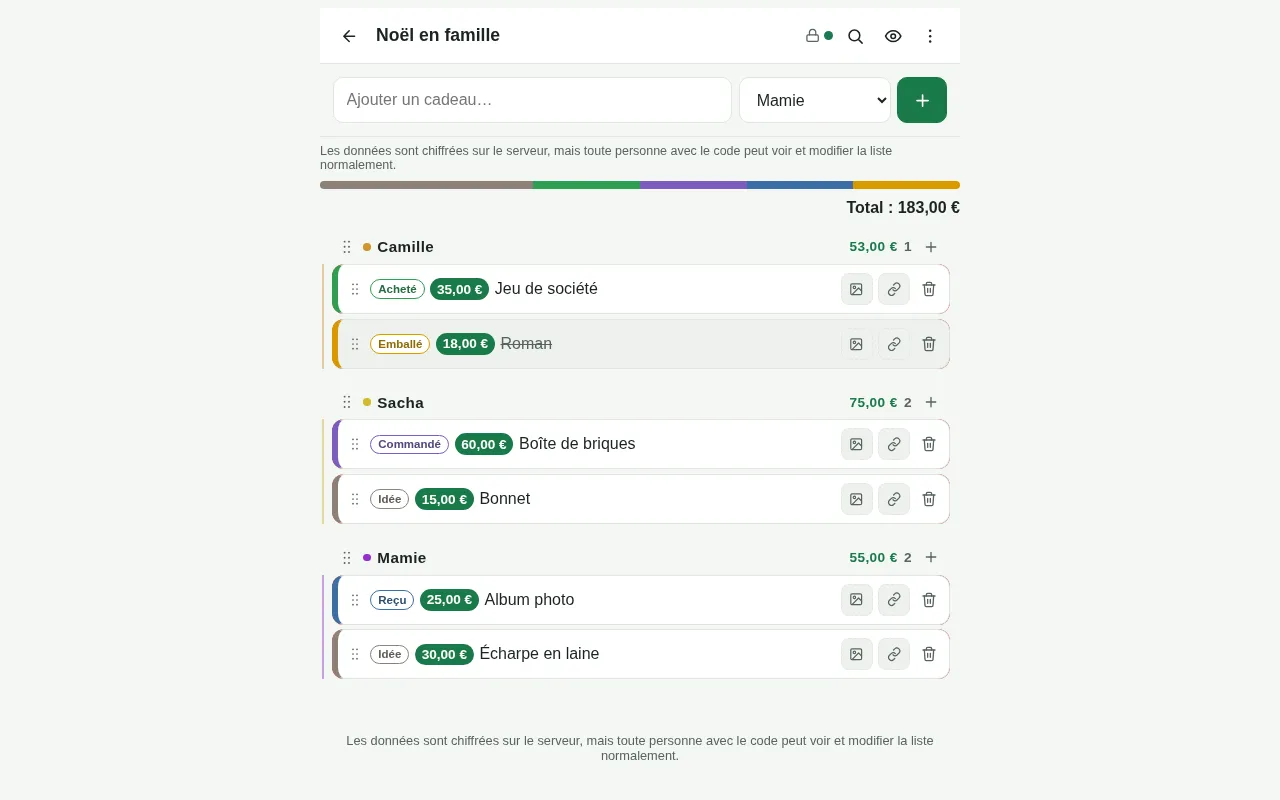 Noël en famille
Ajouter un cadeau…
Mamie
Les données sont chiffrées sur le serveur, mais toute personne avec le code peut voir et modifier la liste
normalement.
Total : 183,00 €
Camille 53,00 € 1
Acheté 35,00 € Jeu de société
Emballé 18,00 € Roman
Sacha 75,00 € 2
Commandé 60,00 € Boîte de briques
Idée 15,00 € Bonnet
Mamie 55,00 € 2
Reçu 25,00 € Album photo
Idée 30,00 € Écharpe en laine
Les données sont chiffrées sur le serveur, mais toute personne avec le code peut voir et modifier la liste
normalement.